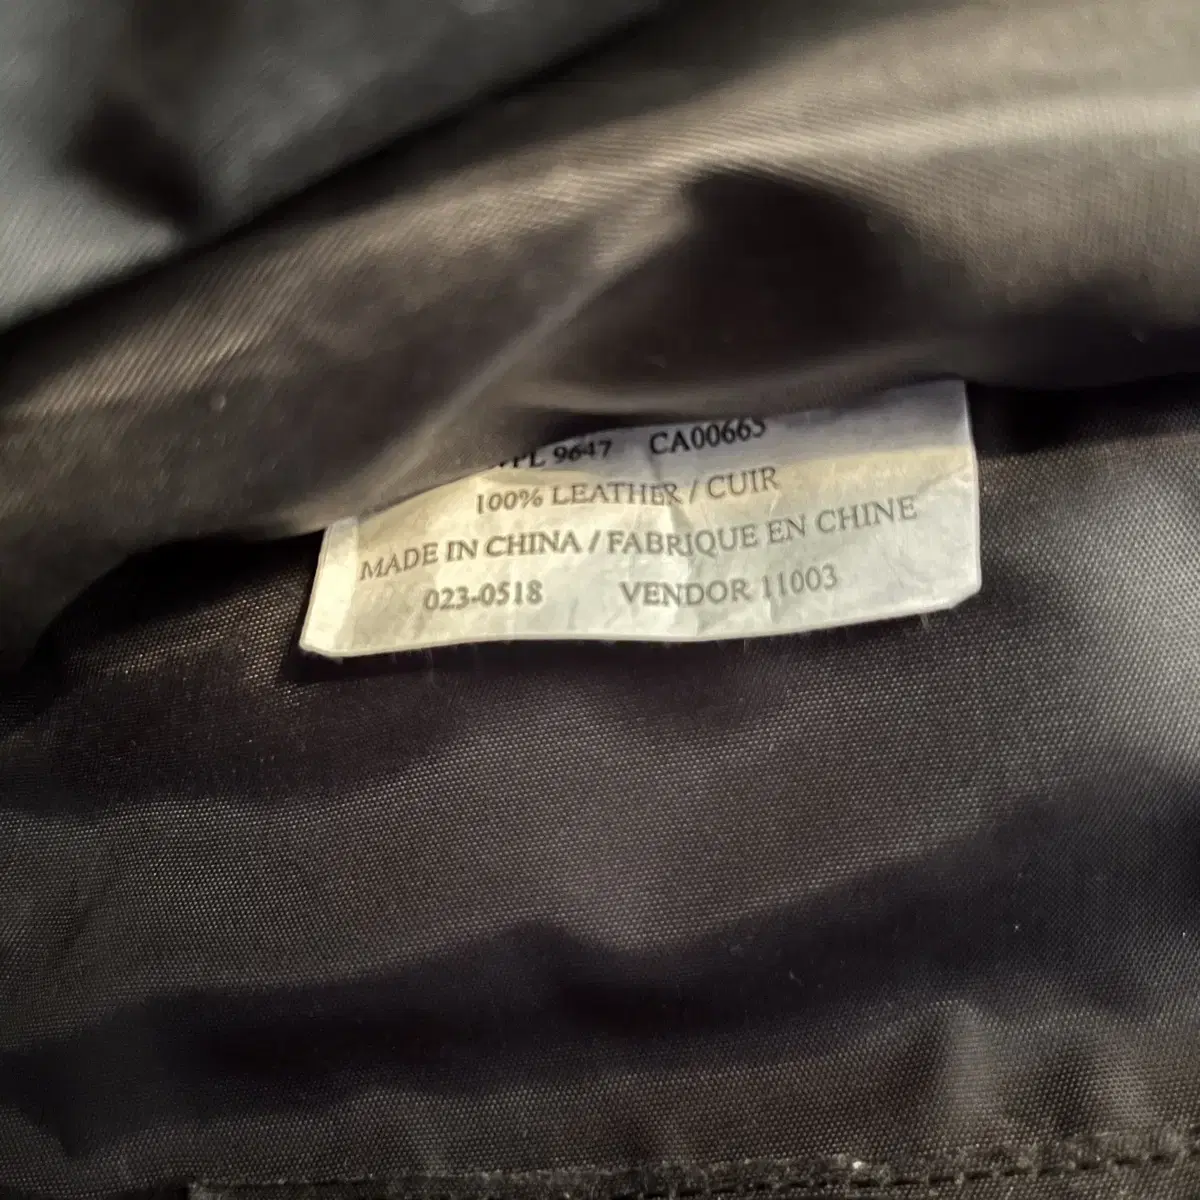 9647 CA00665
100% LEATHER / CUIR
MADE IN CHINA / FABRIQUE EN CHINE
023-0518 VENDOR 11003